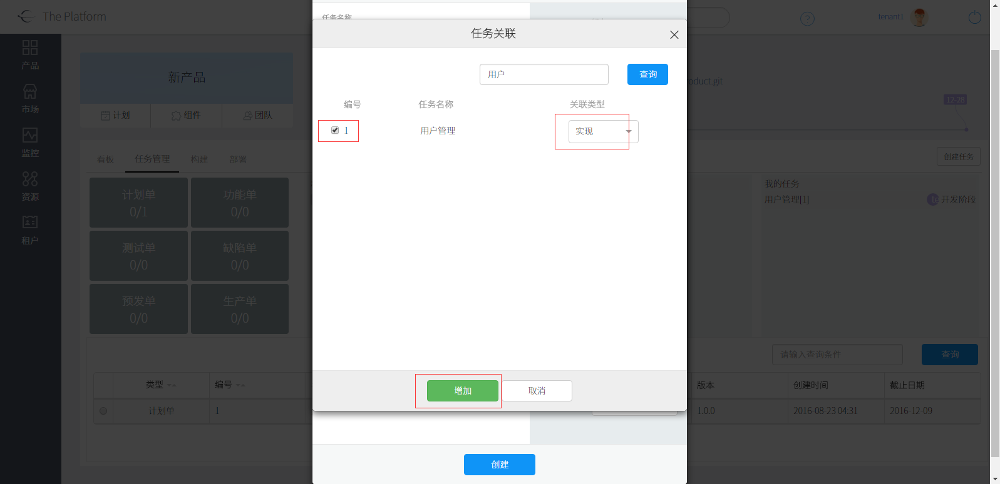 The Platform
tenant1
产品
市场
监控
资源
租户
新产品
计划
组件
团队
看板
任务管理
构建
部署
计划单
0/1
功能单
0/0
测试单
0/0
缺陷单
0/0
预发单
0/0
生产单
0/0
任务名称
任务关联
用户
查询
编号 任务名称 关联类型
1 用户管理 实现
增加
取消
创建
oduct.git
12-28
创建任务
我的任务
用户管理[1]
开发阶段
请输入查询条件
查询
类型 编号 版本 创建时间 截止日期
计划单 1 1.0.0 2016-08-23 04:31 2016-12-09